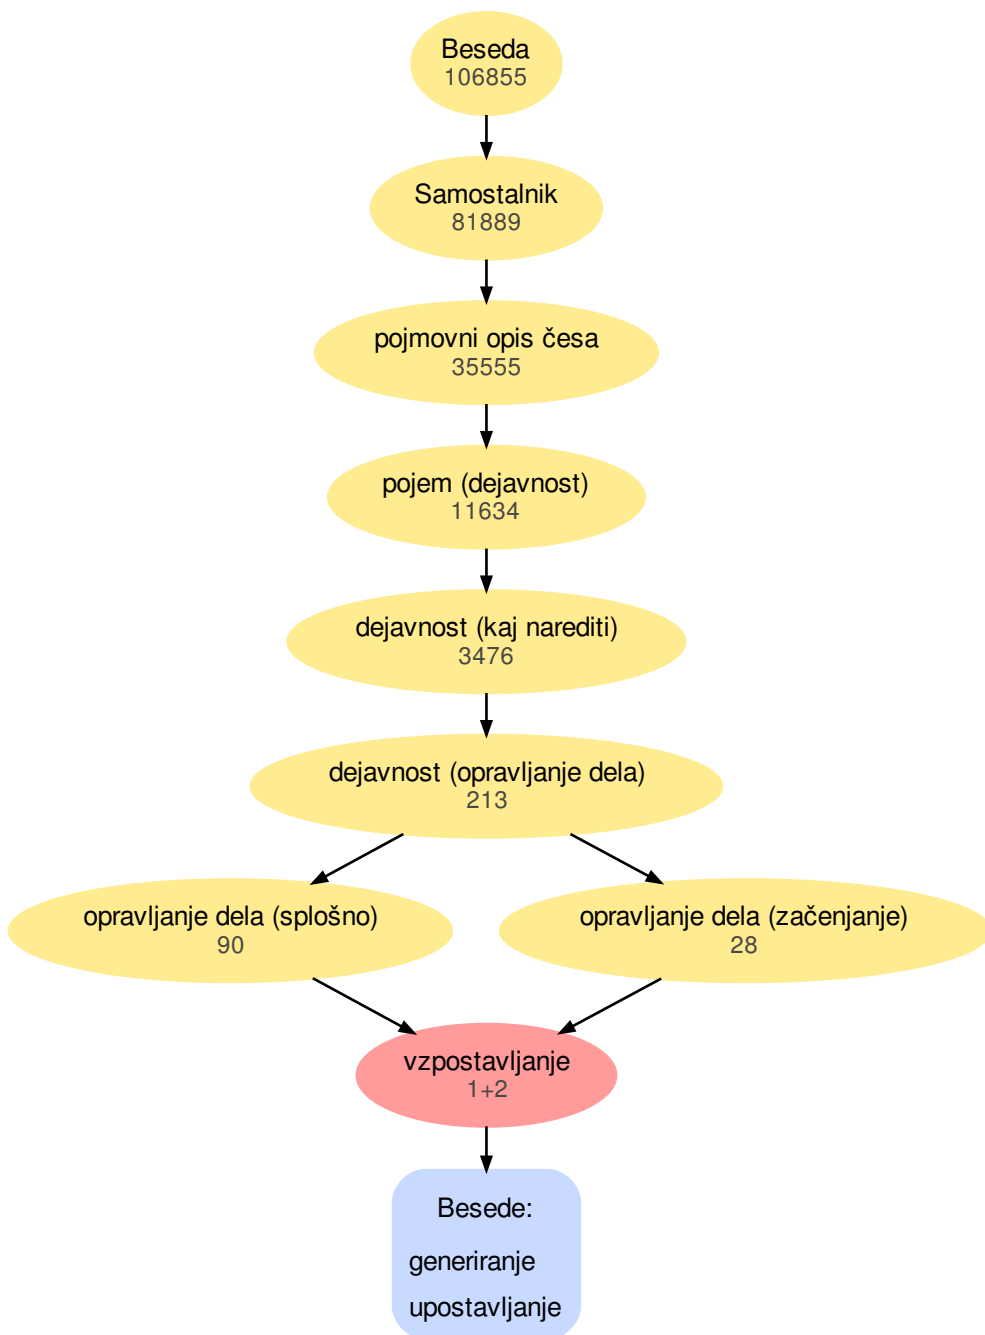 Beseda
106855
Samostalnik
81889
pojmovni opis česa
35555
pojem (dejavnost)
11634
dejavnost (kaj narediti)
3476
dejavnost (opravljanje dela)
213
opravljanje dela (splošno)
90
opravljanje dela (začenjanje)
28
vzpostavljanje
1+2
Besede:
generiranje
upostavljanje